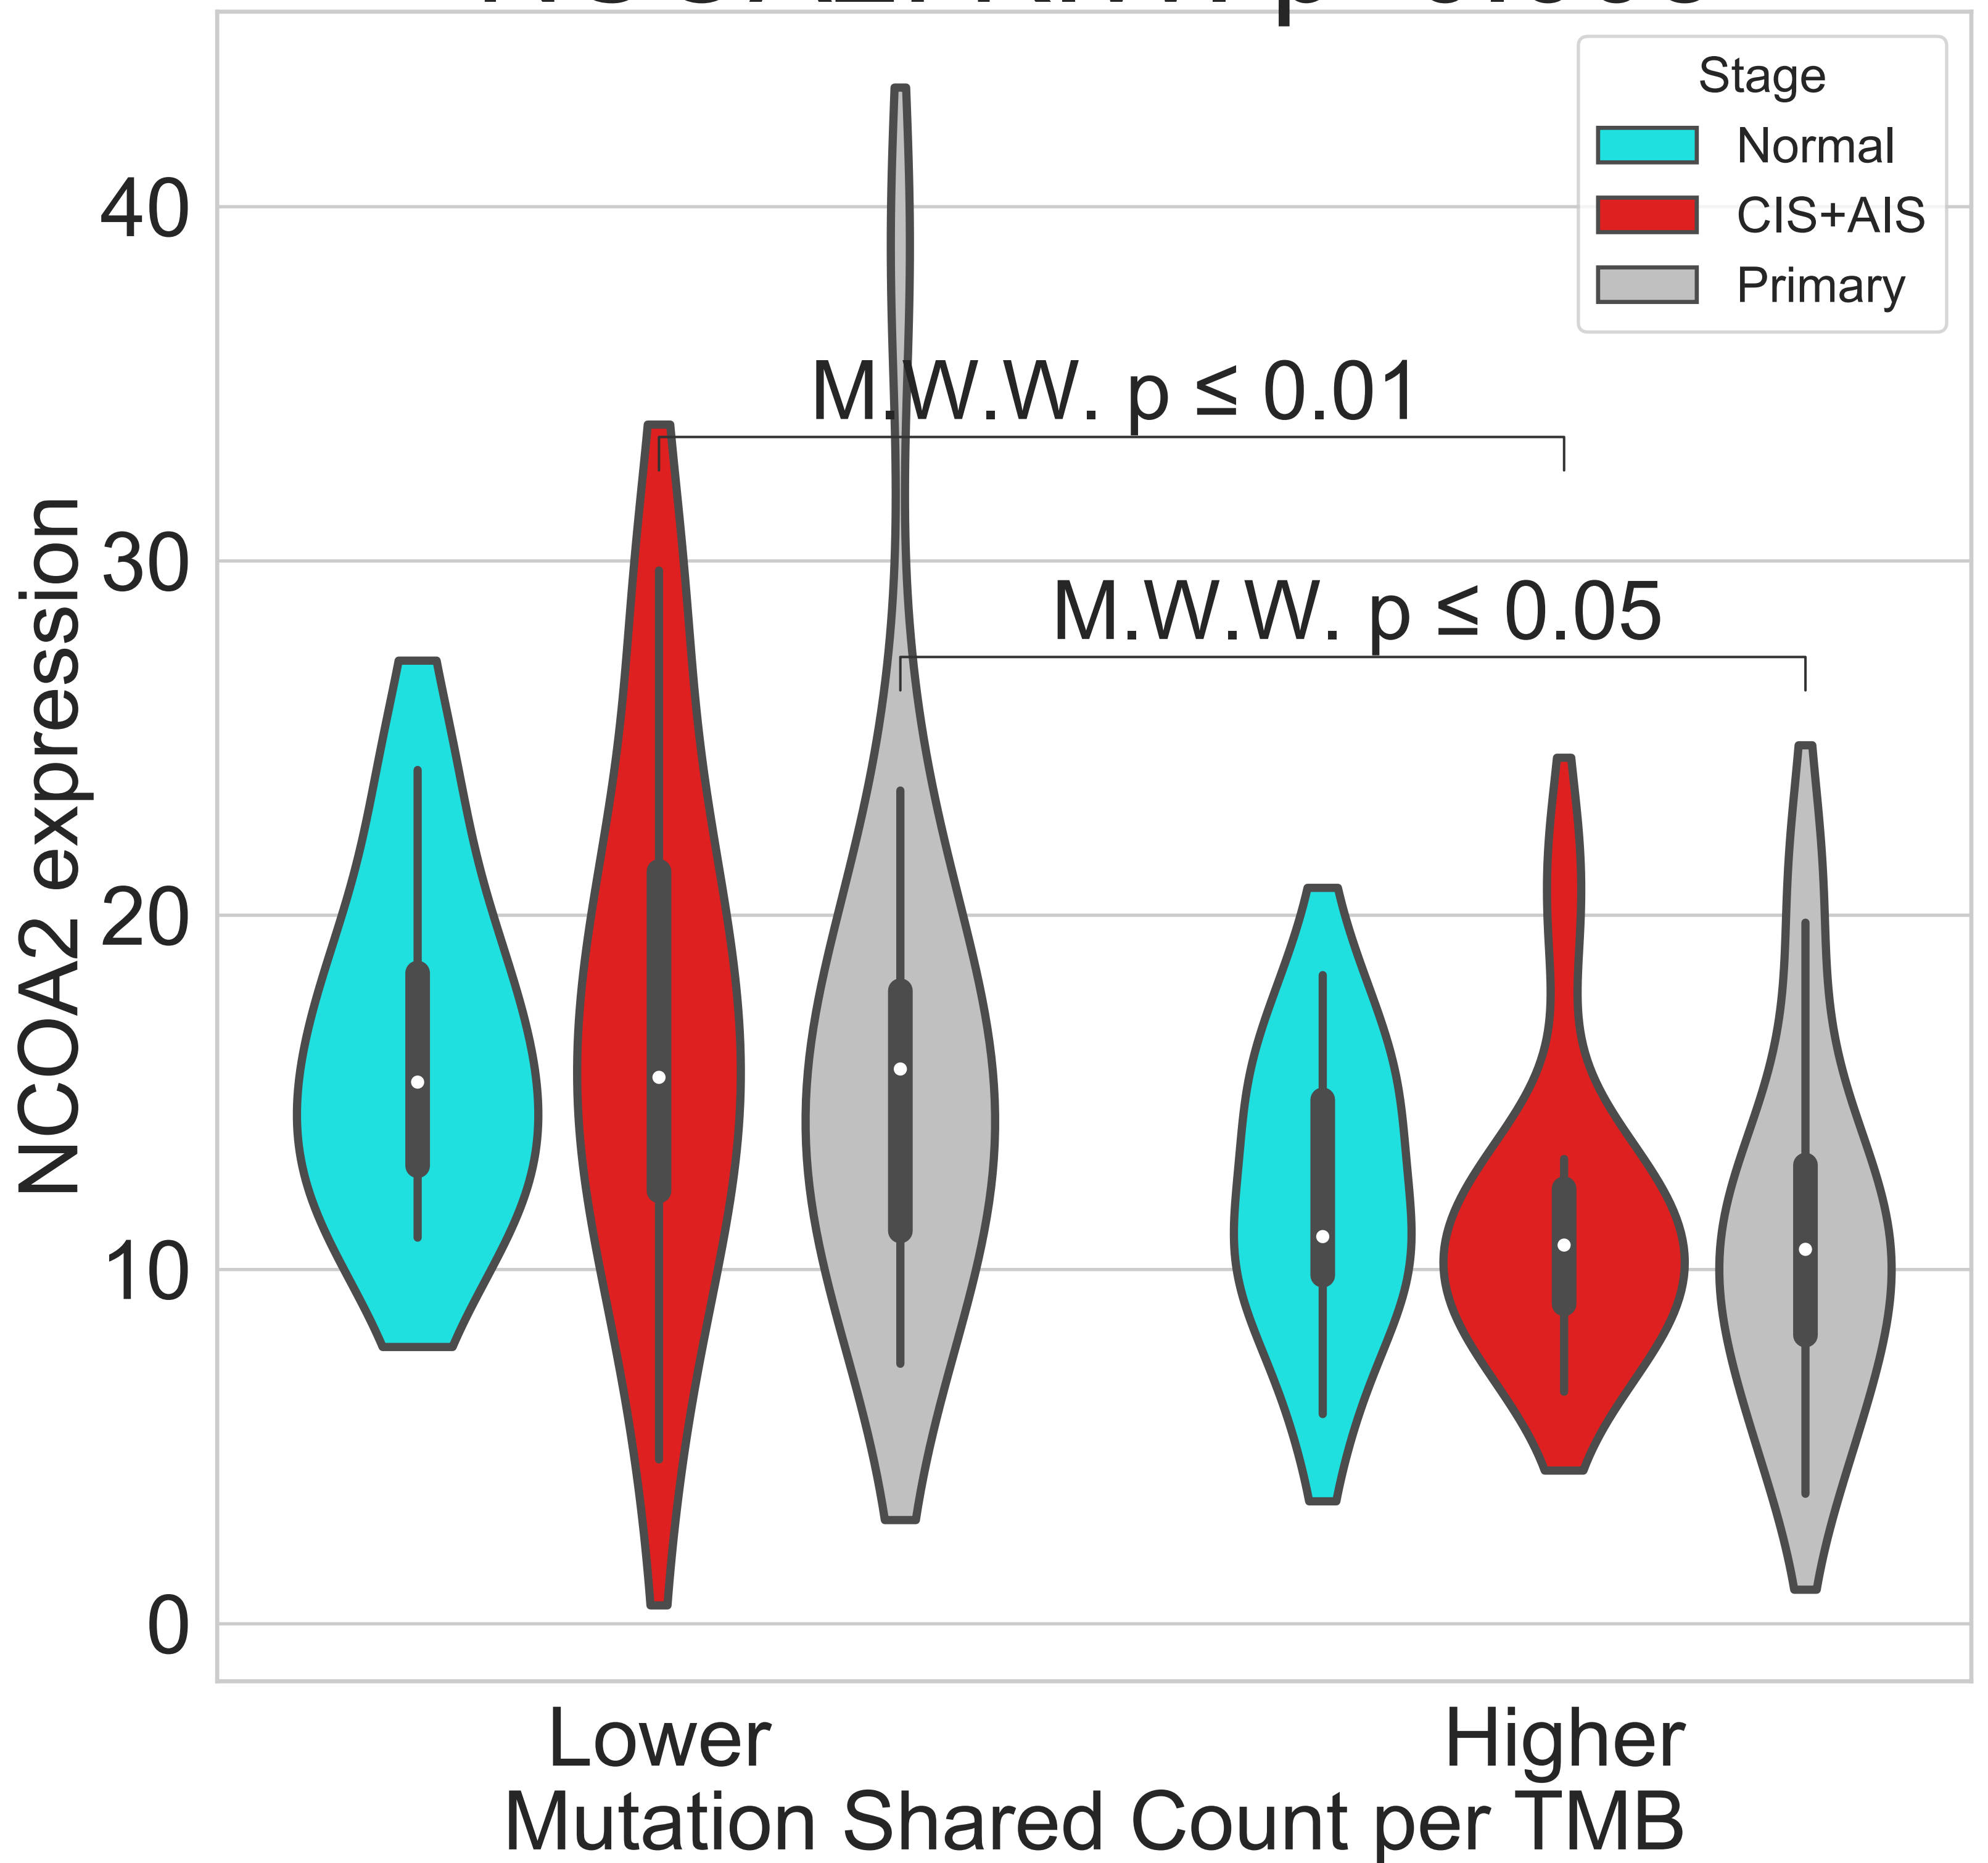 Stage
Normal
CIS+AIS
Primary
40
30
20
10
0
M.W.W. p ≤ 0.01
M.W.W. p ≤ 0.05
NCOA2 expression
Lower
Higher
Mutation Shared Count per TMB